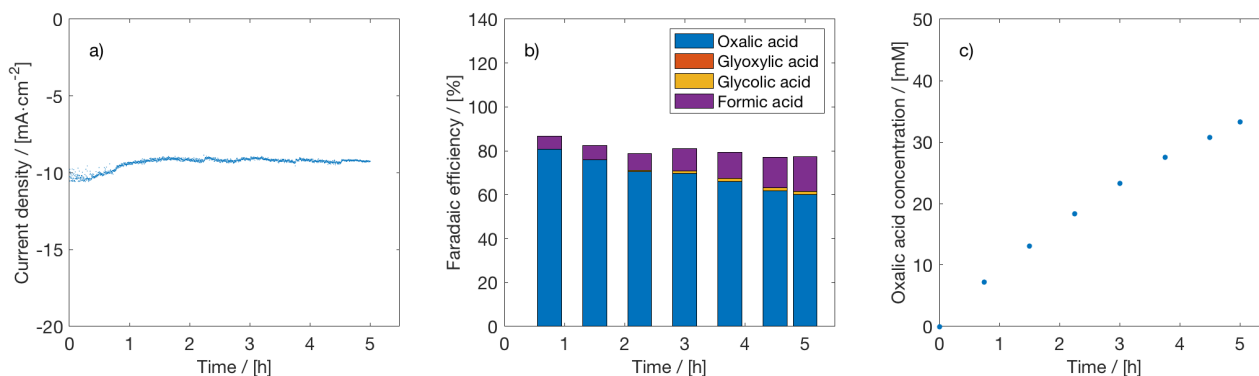 a)
Current density / [mA·cm-2]
0
-5
-10
-15
-20
0 1 2 3 4 5
Time / [h]
b)
Faradaic efficiency / [%]
140
120
100
80
60
40
20
0
Oxalic acid
Glyoxylic acid
Glycolic acid
Formic acid
1 2 3 4 5
Time / [h]
c)
Oxalic acid concentration / [mM]
50
40
30
20
10
0
0 1 2 3 4 5
Time / [h]